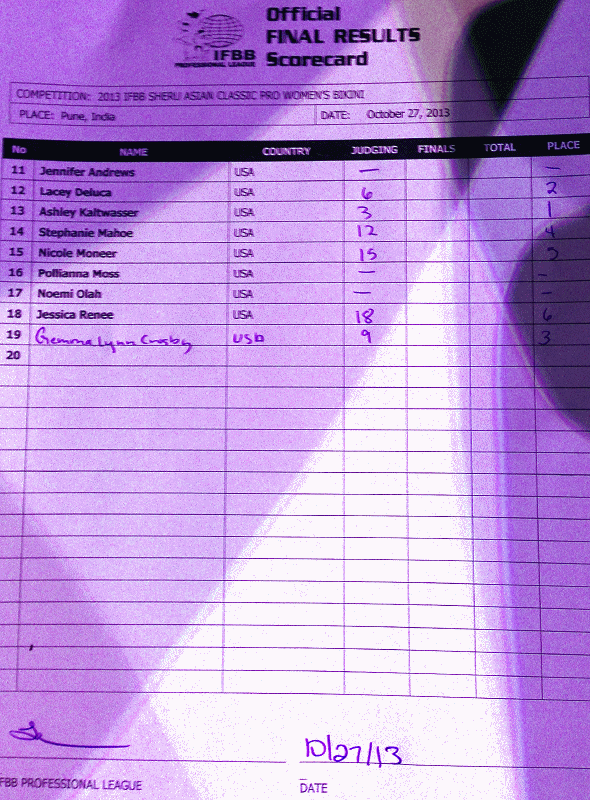 Official
FINAL RESULTS
Scorecard
IFBB
PROFESSIONAL LEAGUE
COMPETITION: 2013 IFBB SHERU ASIAN CLASSIC PRO WOMEN'S BIKINI
PLACE: Pune, India DATE: October 27, 2013
No NAME COUNTRY JUDGING FINALS TOTAL PLACE
11 Jennifer Andrews USA — —
12 Lacey Deluca USA 6 2
13 Ashley Kaltwasser USA 3 1
14 Stephanie Mahoe USA 12 4
15 Nicole Moneer USA 15 5
16 Pollianna Moss USA — –
17 Noemi Olah USA — –
18 Jessica Renee USA 18 6
19 Gemmalynn Crosby USA 9 3
20
10/27/13
FBB PROFESSIONAL LEAGUE DATE